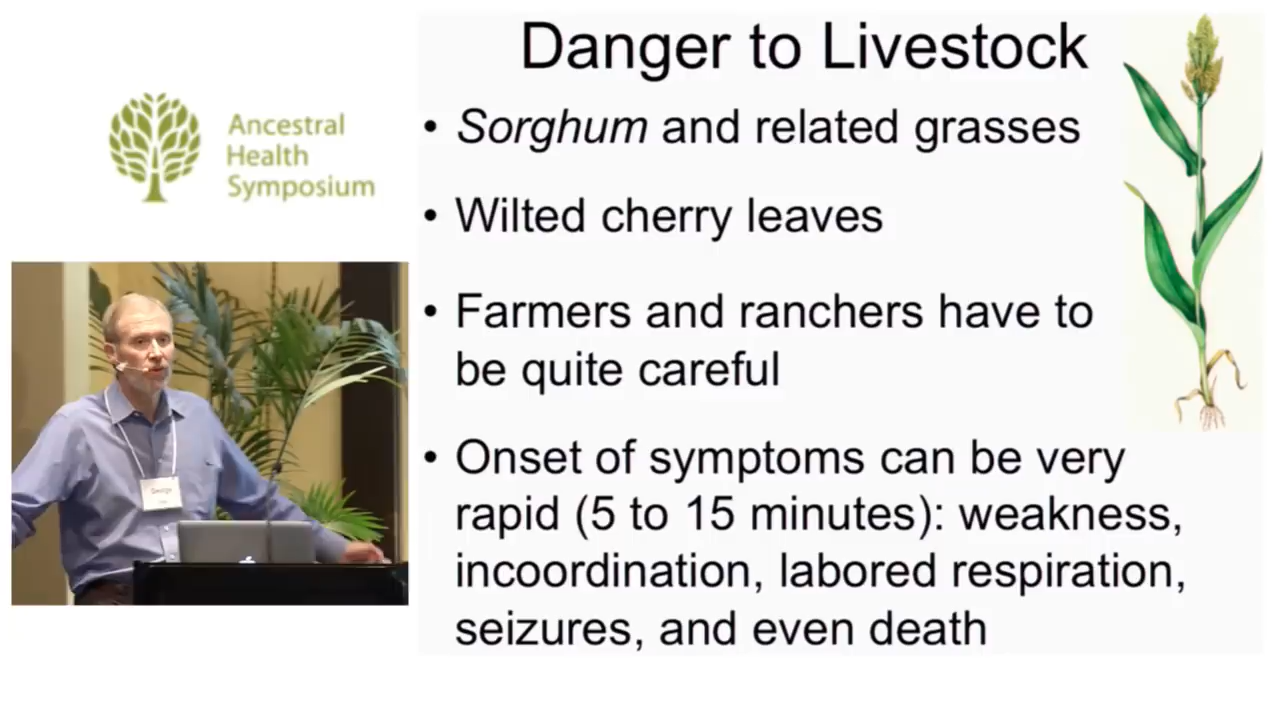 Danger to Livestock
Ancestral
Health
Symposium
• Sorghum and related grasses
• Wilted cherry leaves
• Farmers and ranchers have to
be quite careful
• Onset of symptoms can be very
rapid (5 to 15 minutes): weakness,
incoordination, labored respiration,
seizures, and even death
George